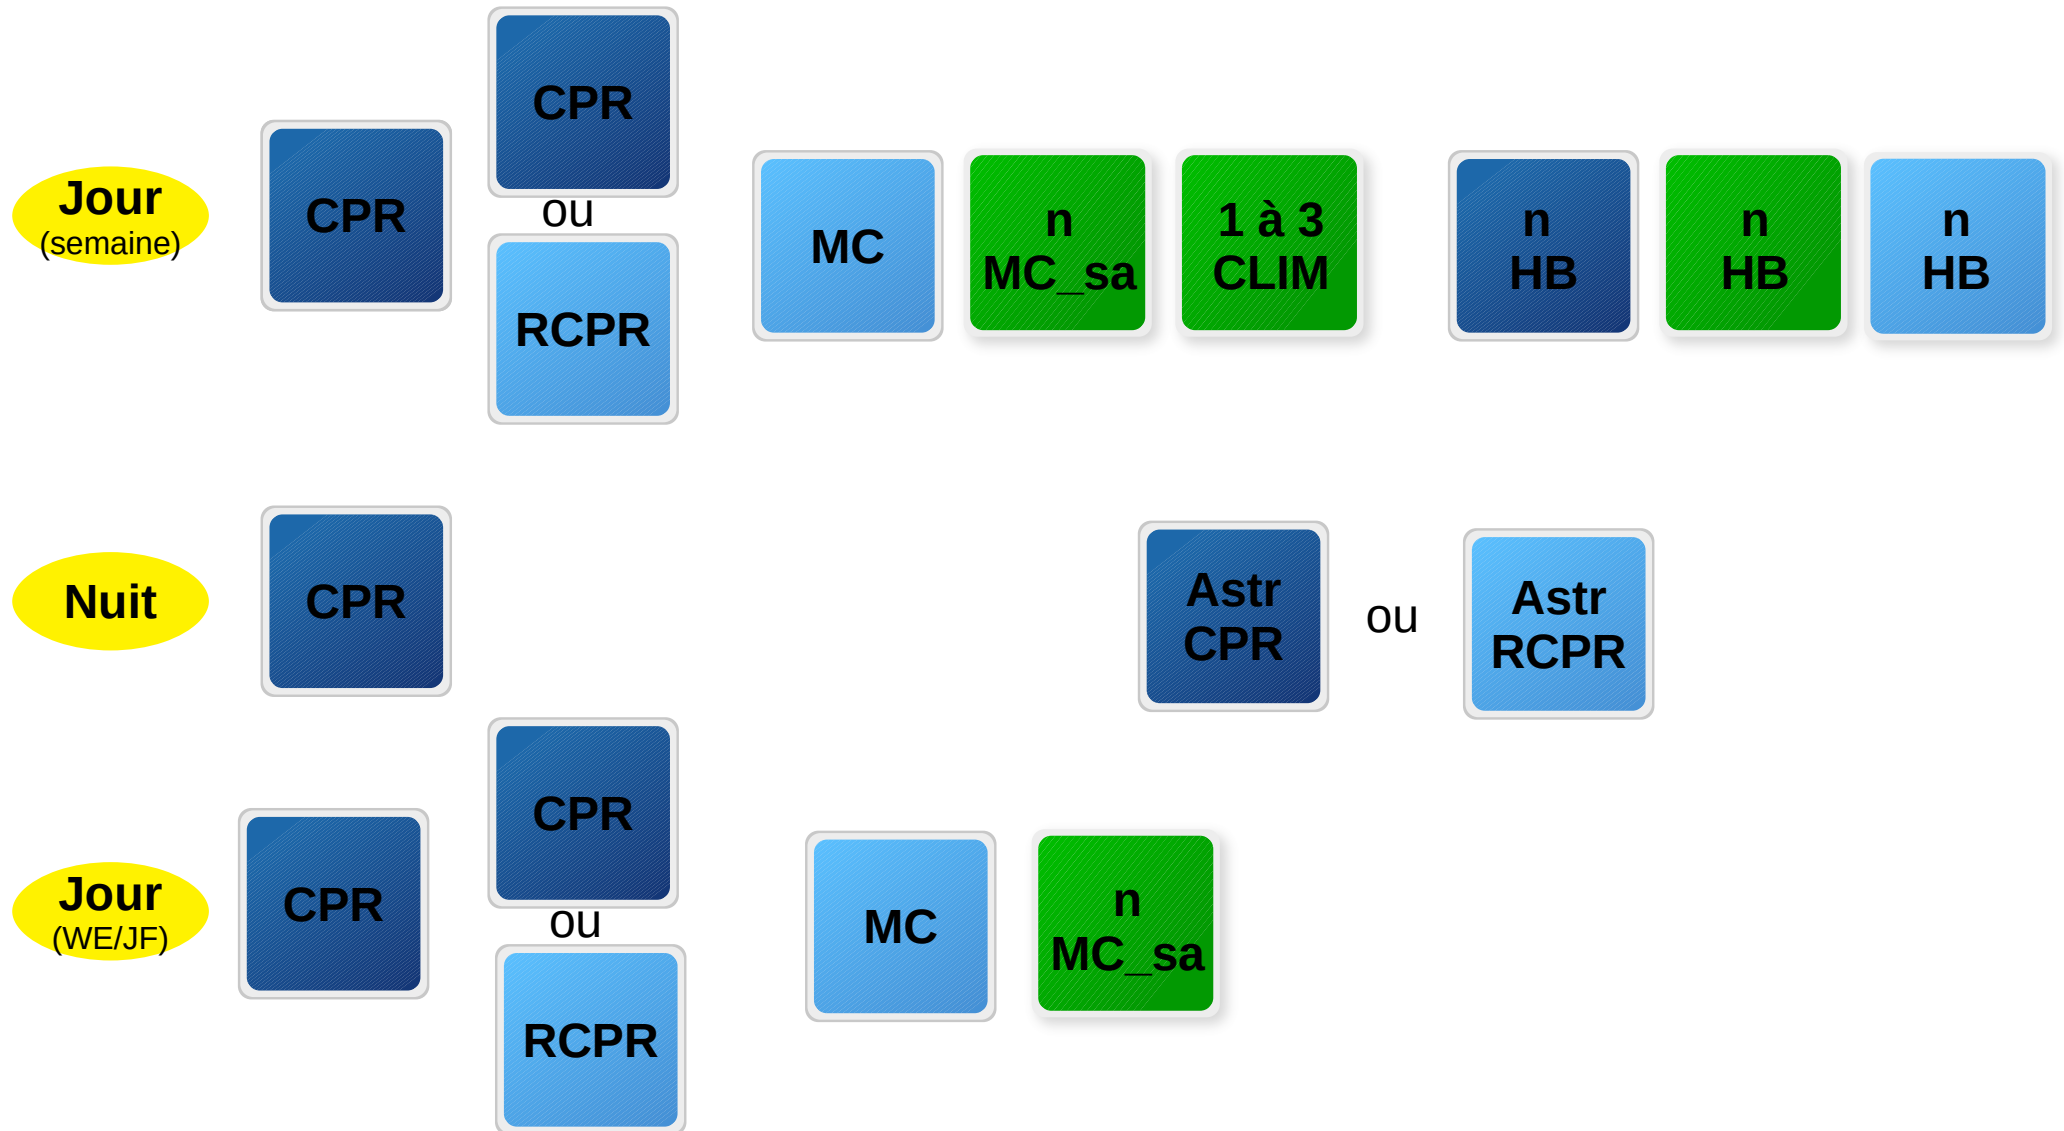 Jour
(semaine)
CPR
CPR
ou
RCPR
MC
n
MC_sa
1 à 3
CLIM
n
HB
n
HB
n
HB
Nuit
CPR
Astr
CPR
ou
Astr
RCPR
Jour
(WE/JF)
CPR
CPR
ou
RCPR
MC
n
MC_sa